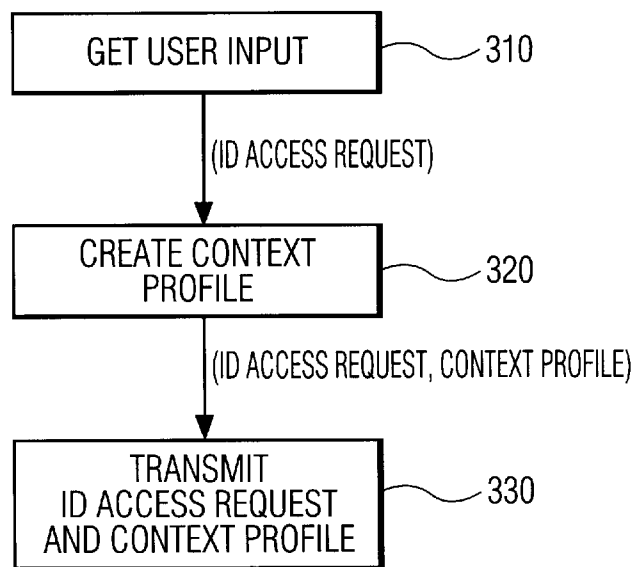 GET USER INPUT
310
(ID ACCESS REQUEST)
CREATE CONTEXT
PROFILE
320
(ID ACCESS REQUEST, CONTEXT PROFILE)
TRANSMIT
ID ACCESS REQUEST
AND CONTEXT PROFILE
330